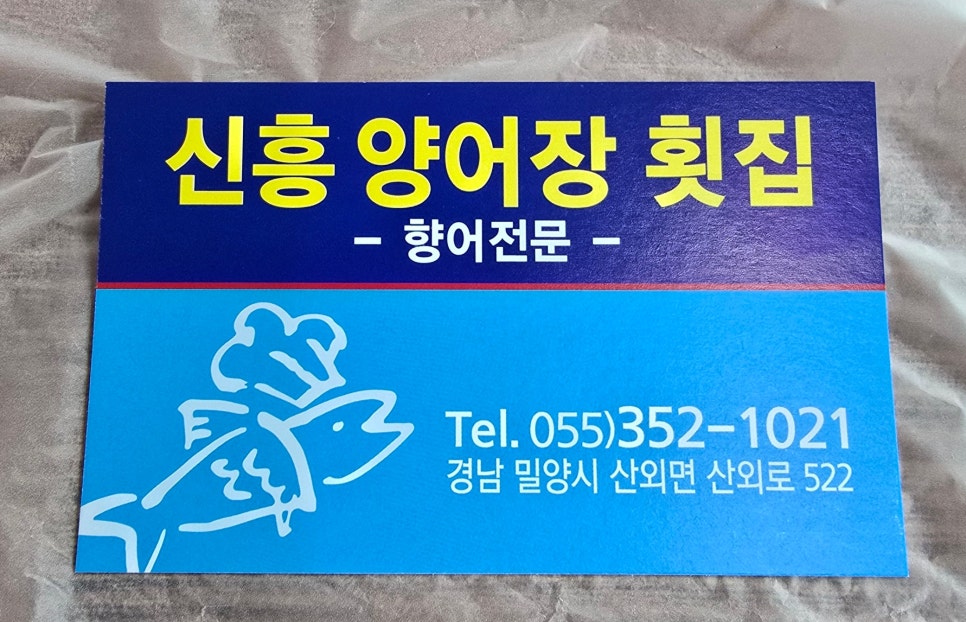 신흥 양어장 횟집
- 향어전문 -
Tel. 055)352-1021
경남 밀양시 산외면 산외로 522